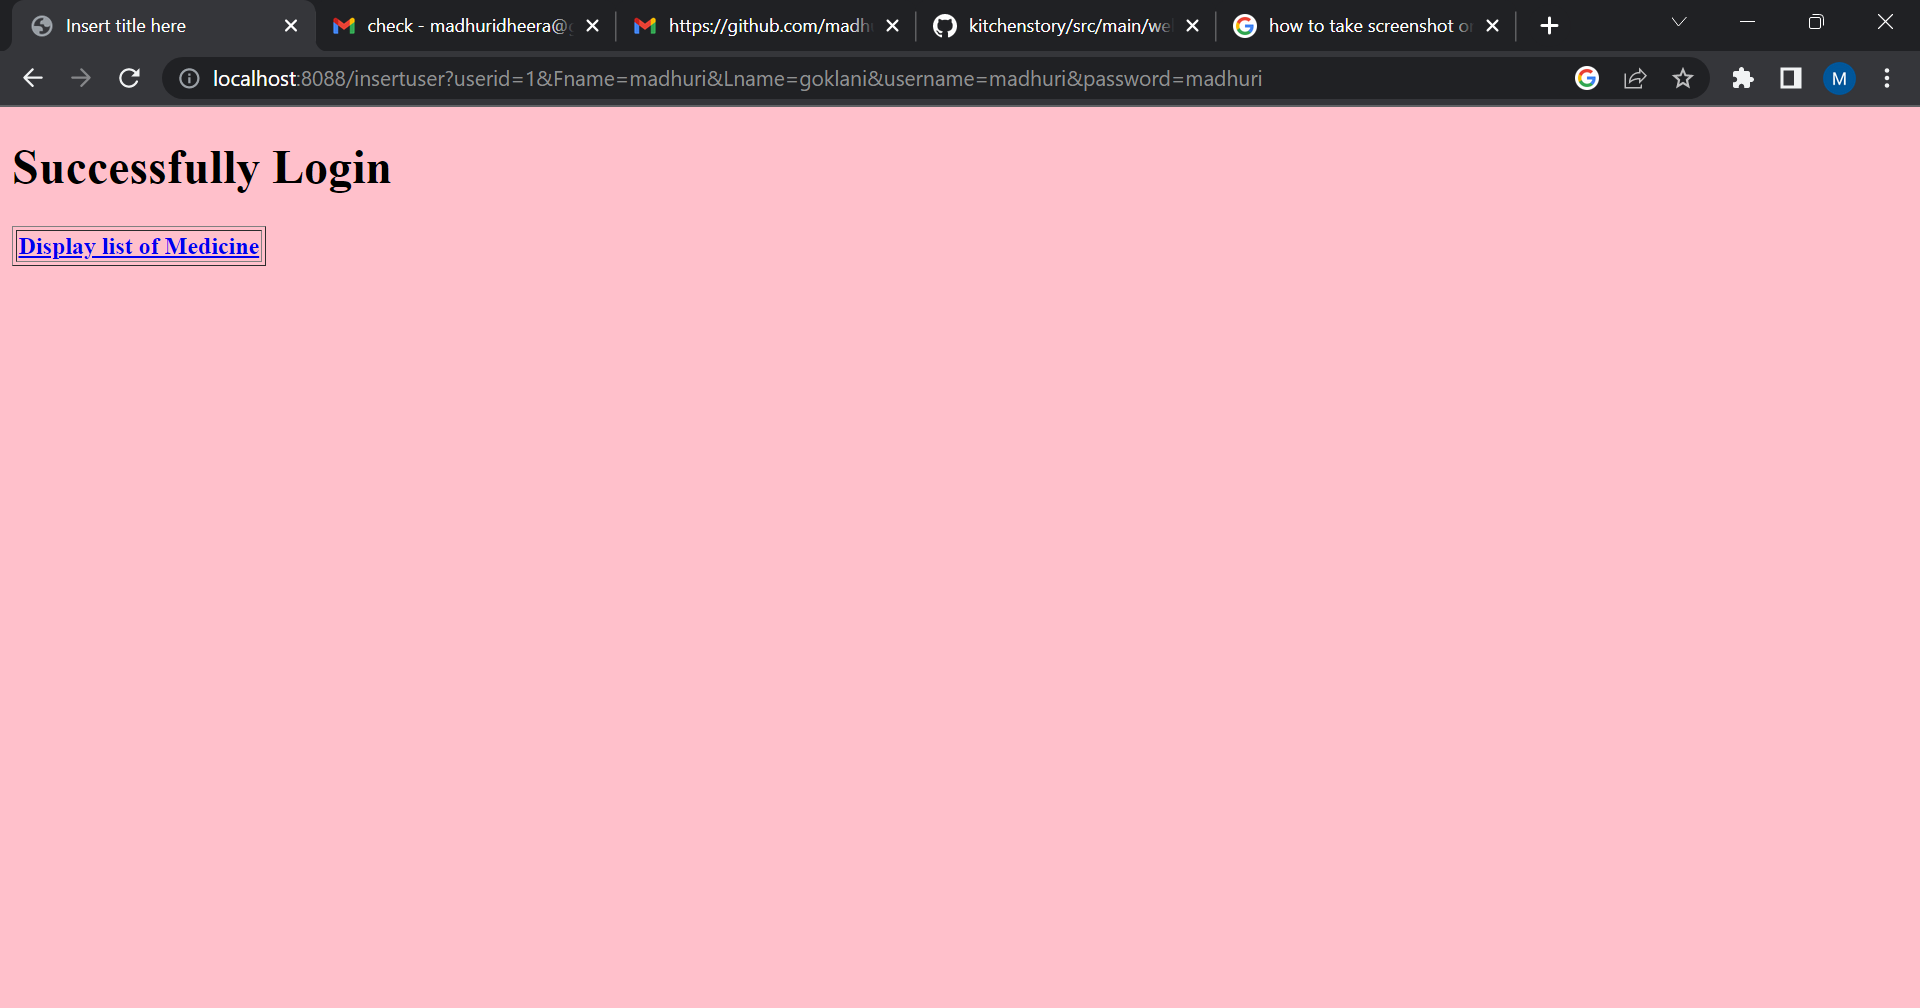 Insert title here
check - madhuridheera@
https://github.com/madh
kitchenstory/src/main/we
how to take screenshot o
localhost:8088/insertuser?userid=1&Fname=madhuri&Lname=goklani&username=madhuri&password=madhuri
M
Successfully Login
Display list of Medicine